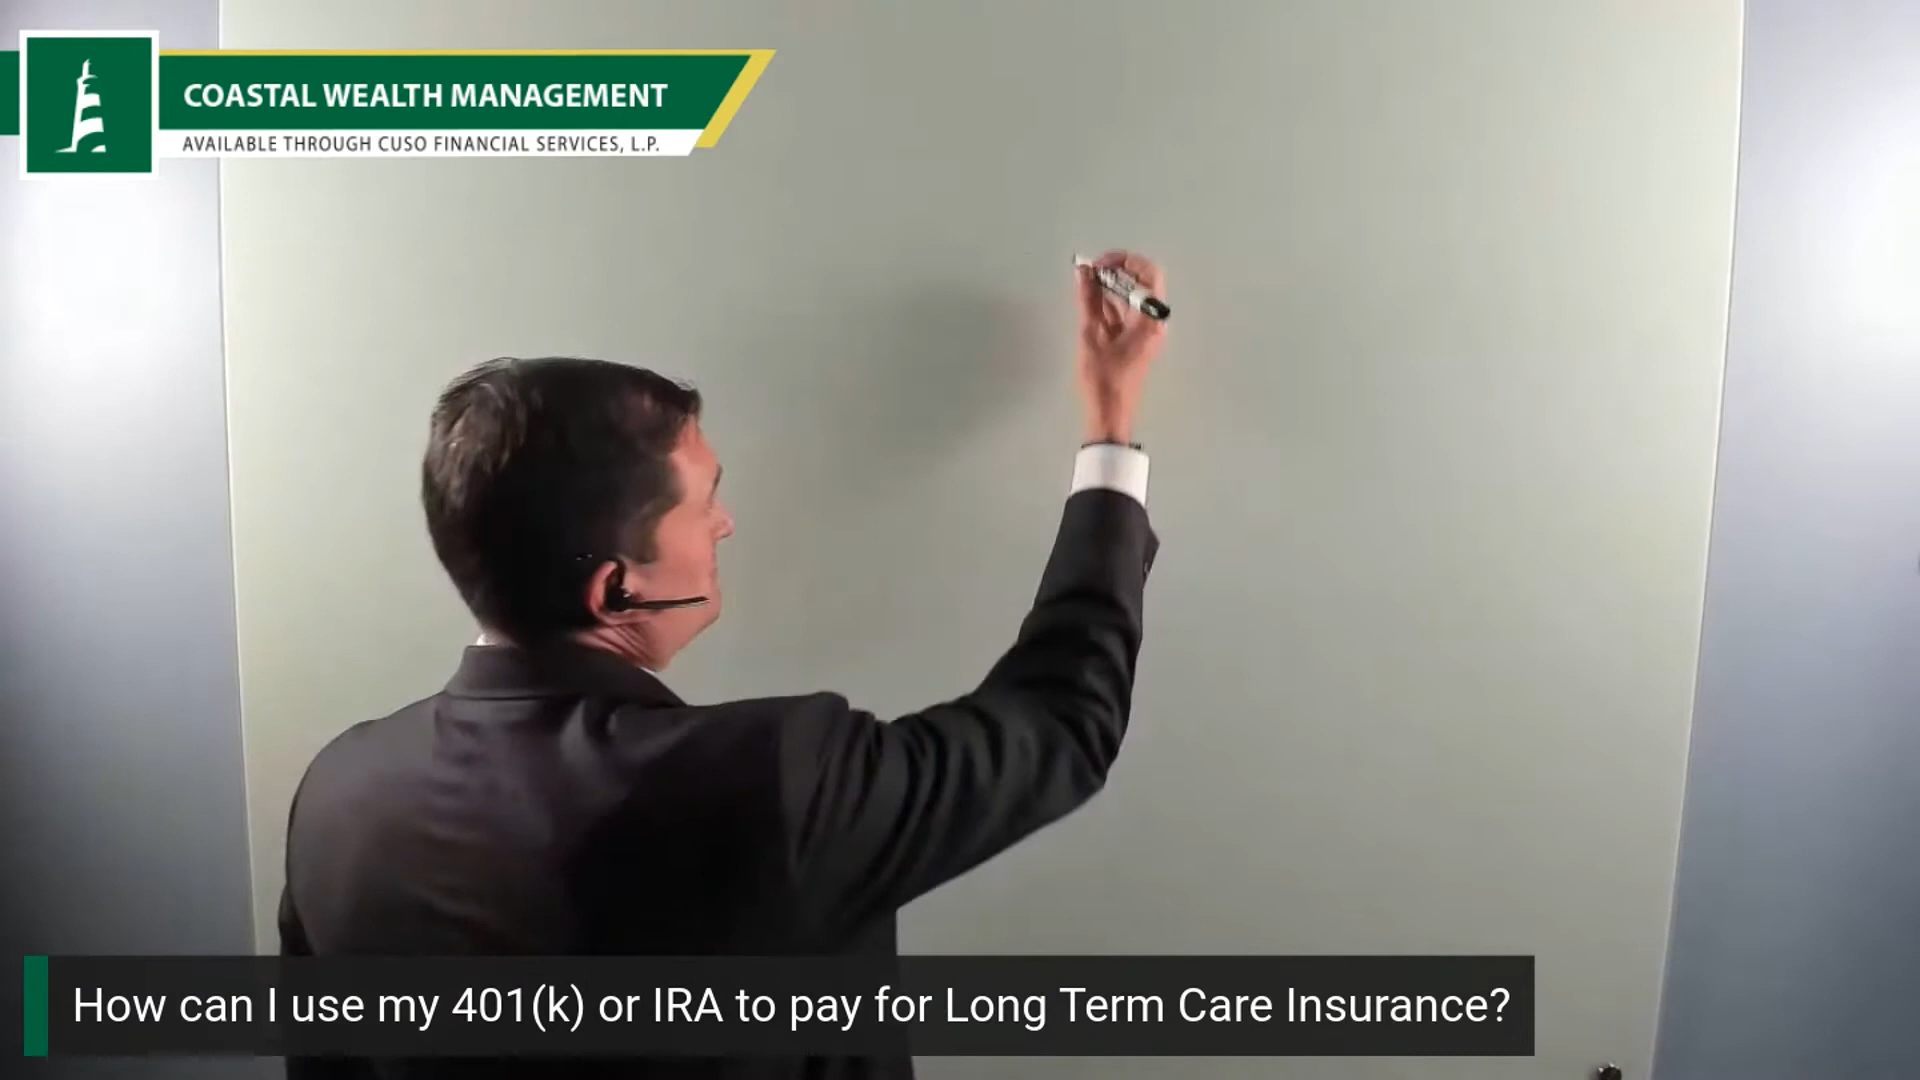 COASTAL WEALTH MANAGEMENT
AVAILABLE THROUGH CUSO FINANCIAL SERVICES, L.P.
How can I use my 401(k) or IRA to pay for Long Term Care Insurance?